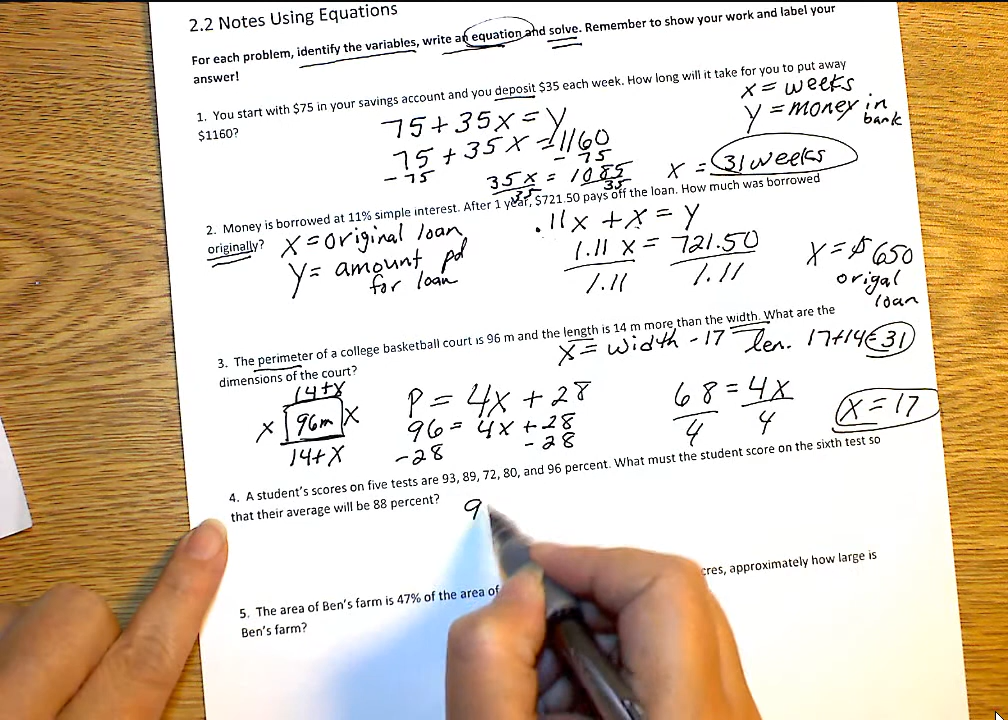 2.2 Notes Using Equations
For each problem, identify the variables, write an equation and solve. Remember to show your work and label your
answer!
1. You start with $75 in your savings account and you deposit $35 each week. How long will it take for you to put away
$1160?
x = weeks
y = money in
bank
75 + 35x = y
75 + 35x = 1160
- 75 - 75
35x = 1085
35 35
x = 31 weeks
2. Money is borrowed at 11% simple interest. After 1 year, $721.50 pays off the loan. How much was borrowed
originally?
x = original loan
y = amount pd
for loan
.11x + x = y
1.11x = 721.50
1.11 1.11
x = $650
origal
loan
3. The perimeter of a college basketball court is 96 m and the length is 14 m more than the width. What are the
dimensions of the court?
x = width - 17 len. 17+14 = 31
14+x
x 96m x
14+x
P = 4x + 28
96 = 4x + 28
-28 - 28
68 = 4x
4 4
x = 17
4. A student's scores on five tests are 93, 89, 72, 80, and 96 percent. What must the student score on the sixth test so
that their average will be 88 percent?
9
5. The area of Ben's farm is 47% of the area of
cres, approximately how large is
Ben's farm?